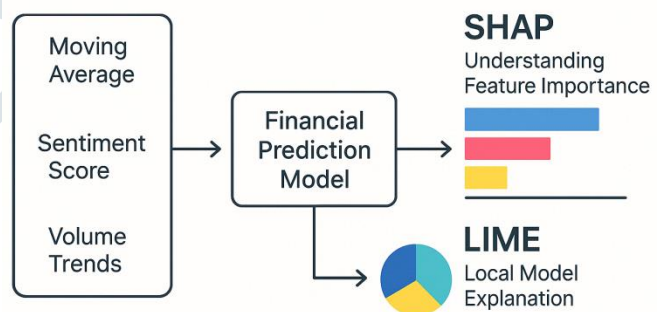 Moving
Average
Sentiment
Score
Volume
Trends
Financial
Prediction
Model
SHAP
Understanding
Feature Importance
LIME
Local Model
Explanation